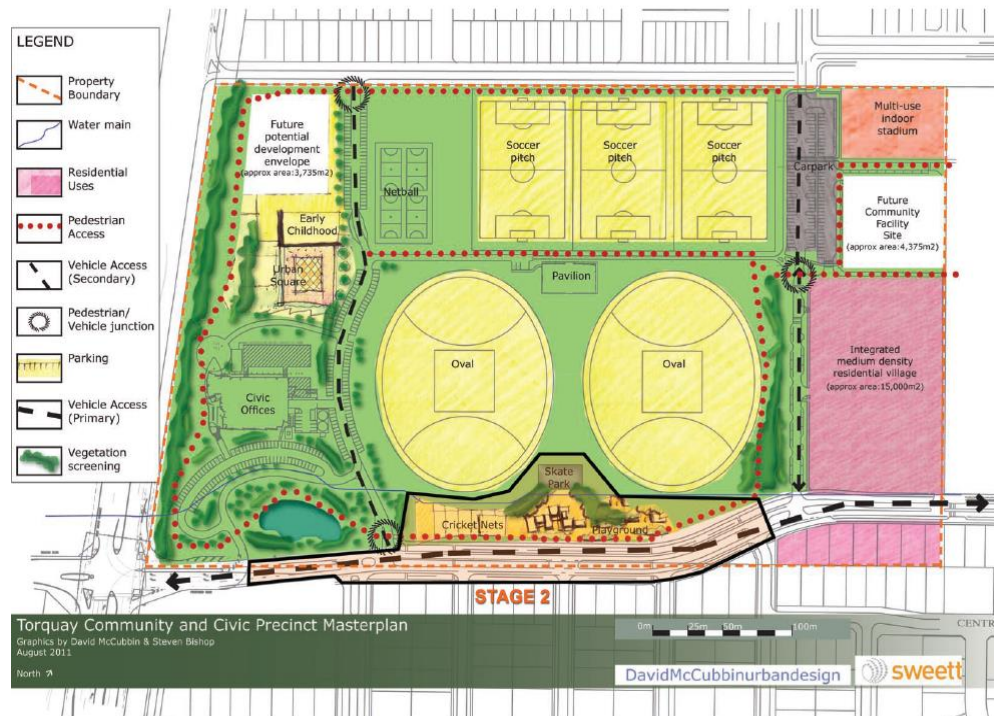 LEGEND
Property
Boundary
Water main
Residential
Uses
Pedestrian
Access
Vehicle Access
(Secondary)
Pedestrian/
Vehicle junction
Parking
Vehicle Access
(Primary)
Vegetation
screening
Future
potential
development
envelope
(approx area:3,735m2)
Early
Childhood
Urban
Square
Netball
Soccer
pitch
Soccer
pitch
Soccer
pitch
Carpark
Multi-use
indoor
stadium
Future
Community
Facility
Site
(approx area:4,375m2)
Pavilion
Oval
Oval
Civic
Offices
Integrated
medium density
residential village
(approx area:15,000m2)
Skate
Park
Cricket Nets
Playground
STAGE 2
Torquay Community and Civic Precinct Masterplan
Graphics by David McCubbin & Steven Bishop
August 2011
North
0m 25m 50m 100m
DavidMcCubbinurbandesign
sweett
CENTR